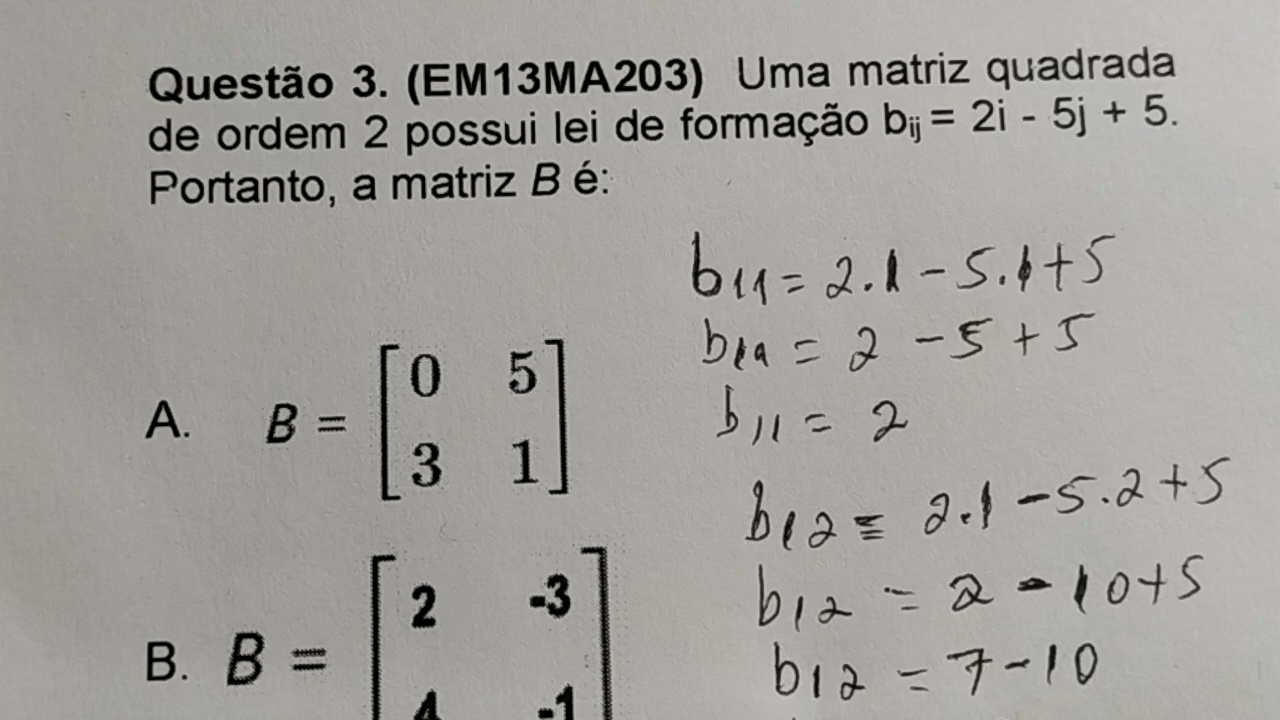 Questão 3. (EM13MA203) Uma matriz quadrada
de ordem 2 possui lei de formação bij = 2i - 5j + 5.
Portanto, a matriz B é:
b11 = 2.1 - 5.1 + 5
b11 = 2 - 5 + 5
b11 = 2
A. B = [0 5
3 1]
b12 = 2.1 - 5.2 + 5
b12 = 2 - 10 + 5
b12 = 7 - 10
B. B = [2 -3
4 -1